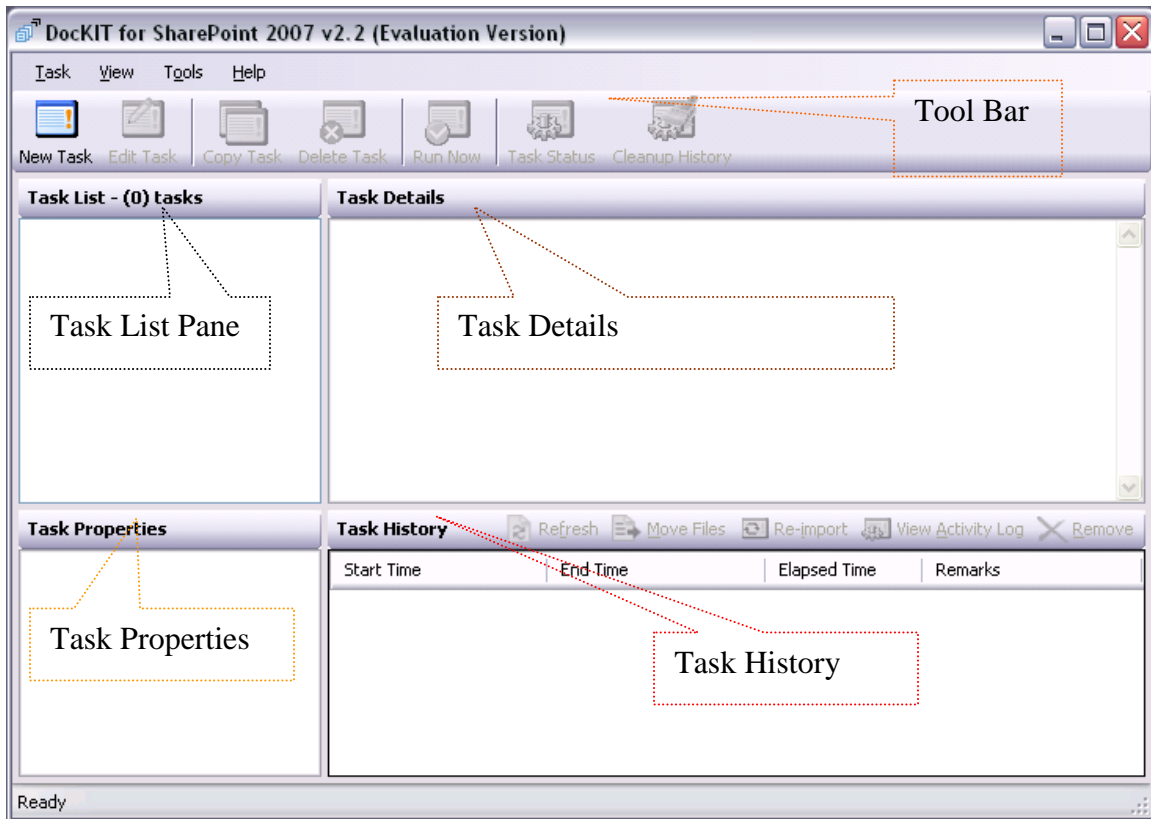 DocKIT for SharePoint 2007 v2.2 (Evaluation Version)
Task View Tools Help
Tool Bar
New Task Edit Task Copy Task Delete Task Run Now Task Status Cleanup History
Task List - (0) tasks Task Details
Task List Pane Task Details
Task Properties Task History Refresh Move Files Re-import View Activity Log Remove
Start Time End Time Elapsed Time Remarks
Task Properties
Task History
Ready